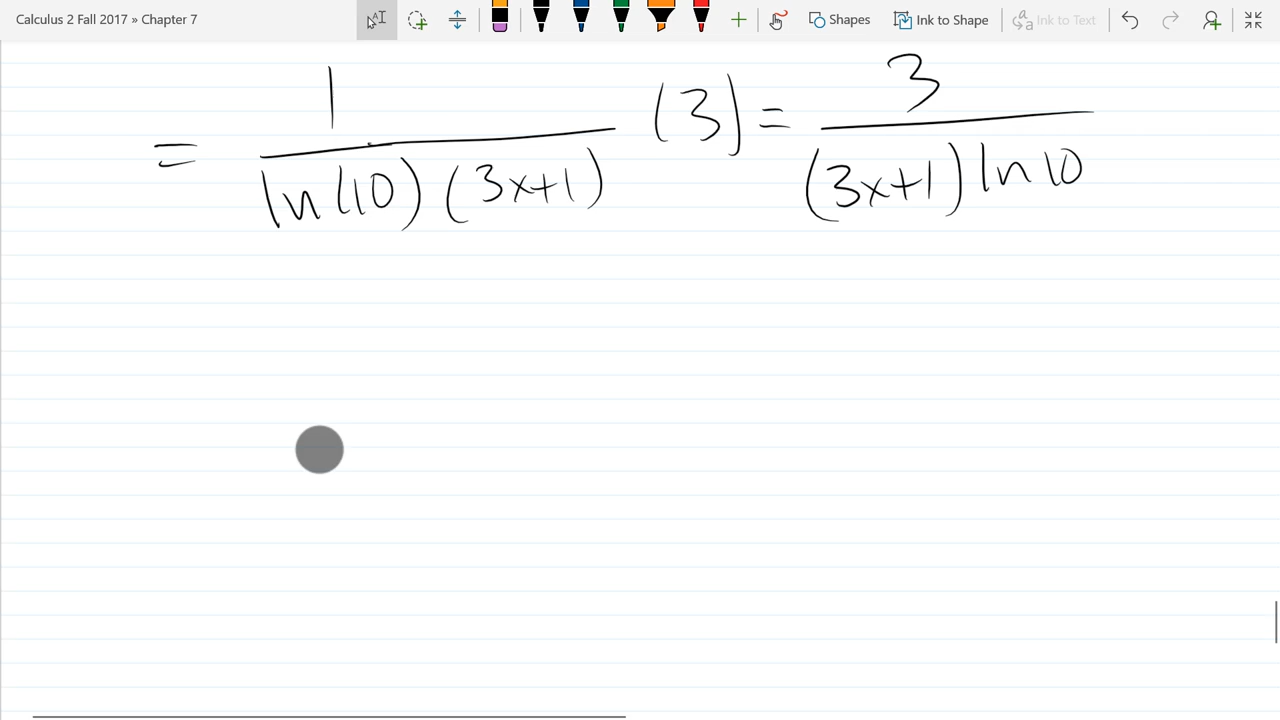 Calculus 2 Fall 2017 » Chapter 7 Shapes Ink to Shape Ink to Text
= 1 / ln(10)(3x+1) (3) = 3 / (3x+1) ln 10